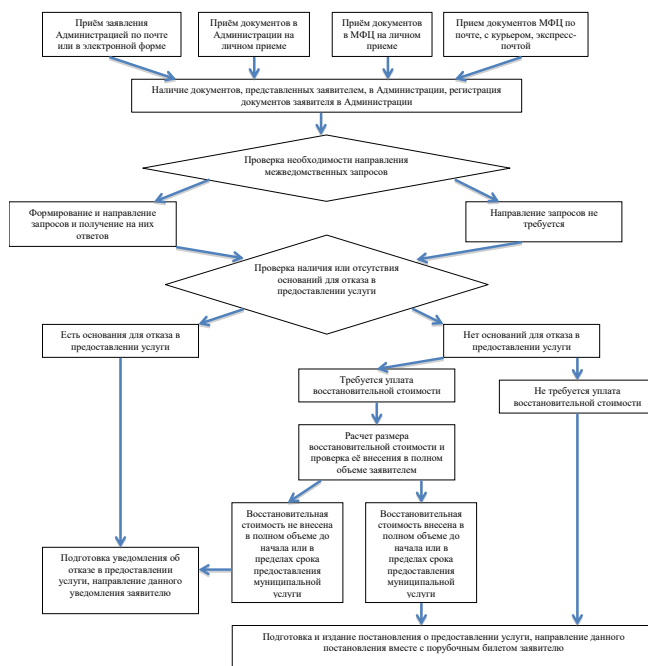 Приём заявления
Администрацией по почте
или в электронной форме
Приём документов в
Администрации на
личном приеме
Приём документов
в МФЦ на личном
приеме
Прием документов МФЦ по
почте, с курьером, экспресс-
почтой
Наличие документов, представленных заявителем, в Администрации, регистрация
документов заявителя в Администрации
Проверка необходимости направления
межведомственных запросов
Формирование и направление
запросов и получение на них
ответов
Направление запросов не
требуется
Проверка наличия или отсутствия
оснований для отказа в
предоставлении услуги
Есть основания для отказа в
предоставлении услуги
Нет оснований для отказа в
предоставлении услуги
Требуется уплата
восстановительной стоимости
Не требуется уплата
восстановительной стоимости
Расчет размера
восстановительной стоимости и
проверка её внесения в полном
объеме заявителем
Восстановительная
стоимость не внесена
в полном объеме до
начала или в
пределах срока
предоставления
муниципальной
услуги
Восстановительная
стоимость внесена в
полном объеме до
начала или в
пределах срока
предоставления
муниципальной
услуги
Подготовка уведомления об
отказе в предоставлении
услуги, направление данного
уведомления заявителю
Подготовка и издание постановления о предоставлении услуги, направление данного
постановления вместе с порубочным билетом заявителю